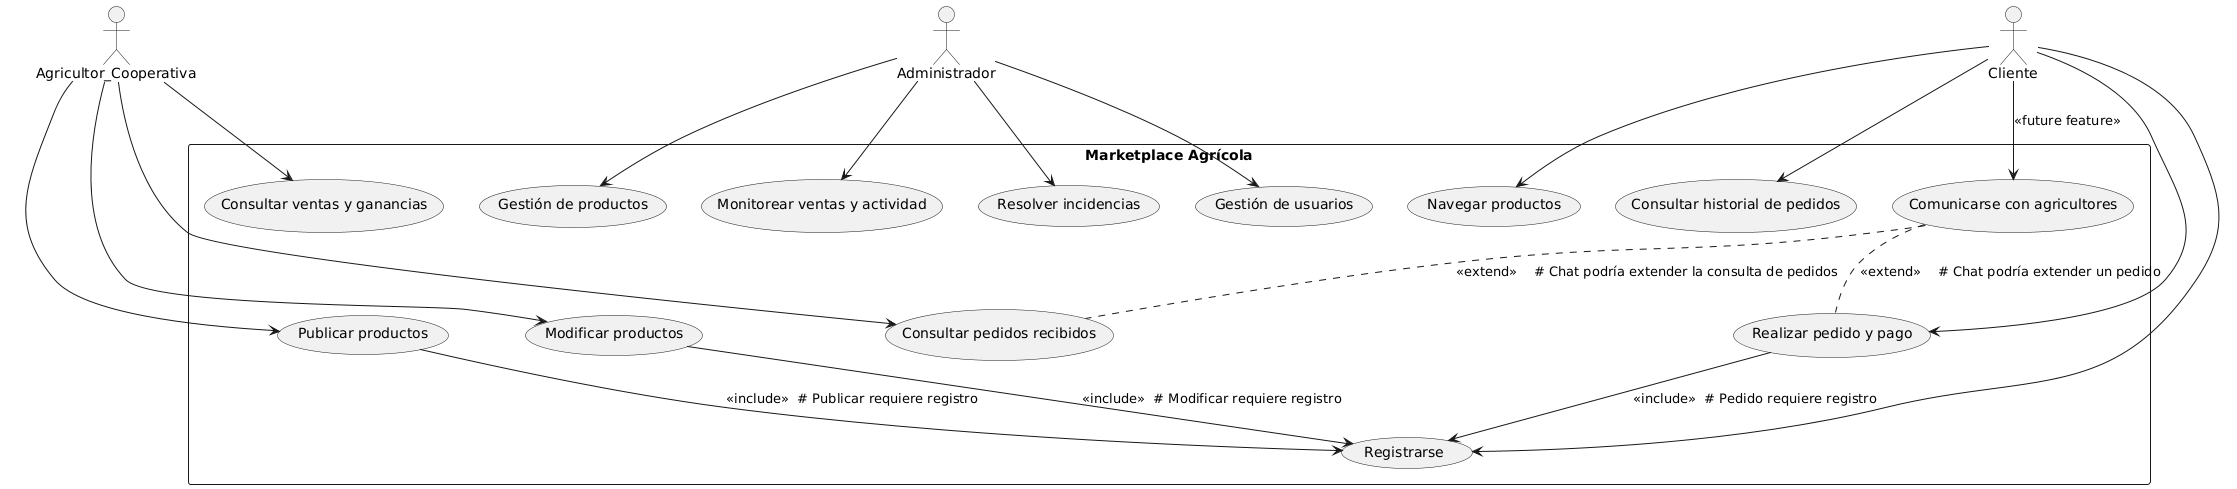 Agricultor_Cooperativa
Administrador
Cliente
«future feature»
Marketplace Agrícola
Consultar ventas y ganancias
Gestión de productos
Monitorear ventas y actividad
Resolver incidencias
Gestión de usuarios
Navegar productos
Consultar historial de pedidos
Comunicarse con agricultores
«extend» # Chat podría extender la consulta de pedidos
«extend» # Chat podría extender un pedido
Publicar productos
Modificar productos
Consultar pedidos recibidos
Realizar pedido y pago
«include» # Publicar requiere registro
«include» # Modificar requiere registro
«include» # Pedido requiere registro
Registrarse